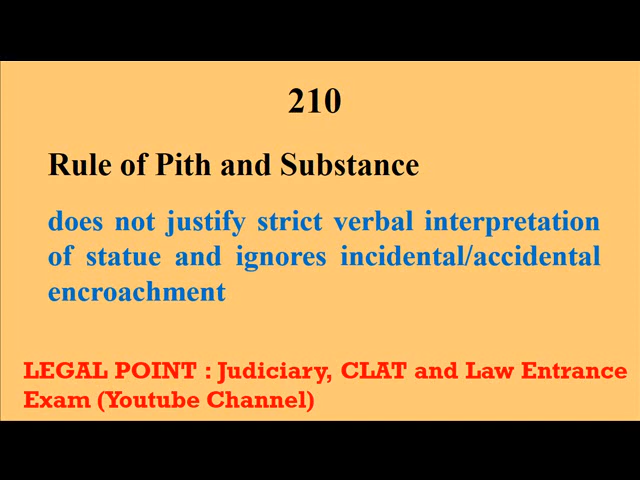 210
Rule of Pith and Substance
does not justify strict verbal interpretation
of statue and ignores incidental/accidental
encroachment
LEGAL POINT : Judiciary, CLAT and Law Entrance
Exam (Youtube Channel)